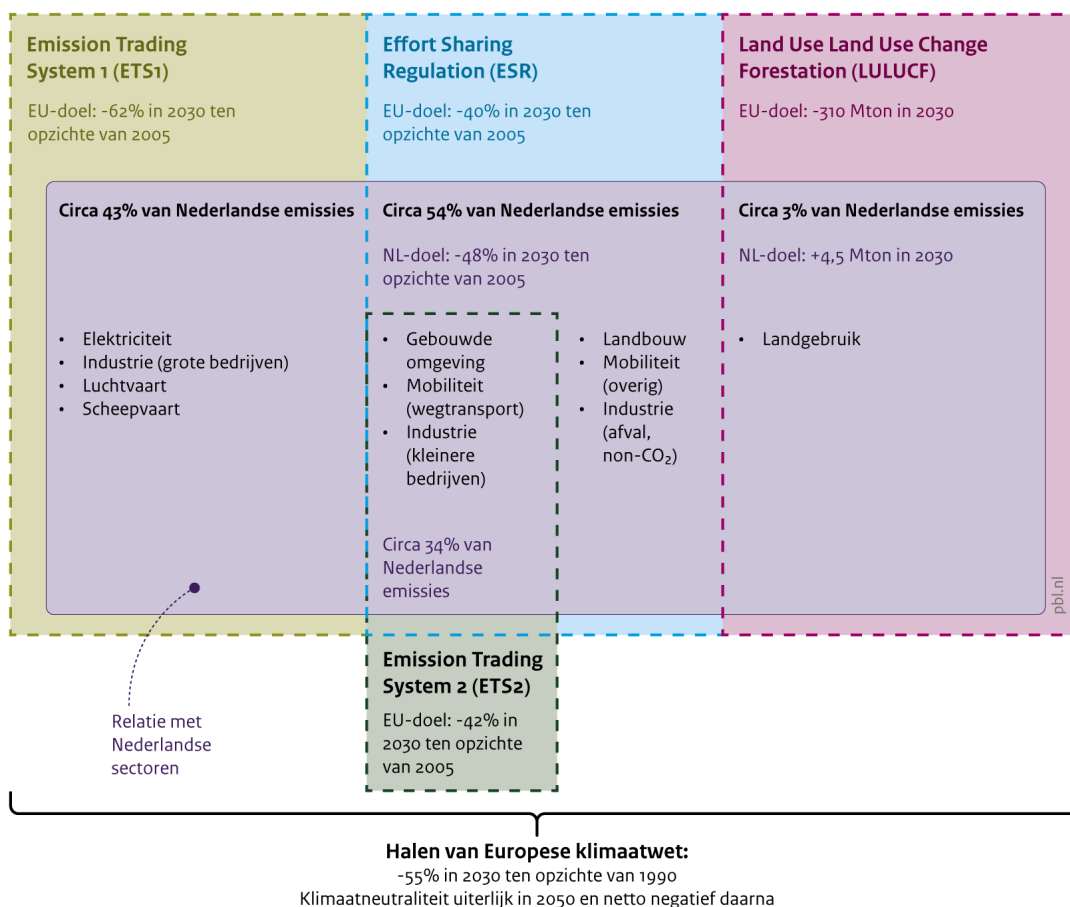 Emission Trading
System 1 (ETS1)
EU-doel: -62% in 2030 ten
opzichte van 2005
Effort Sharing
Regulation (ESR)
EU-doel: -40% in 2030 ten
opzichte van 2005
Land Use Land Use Change
Forestation (LULUCF)
EU-doel: -310 Mton in 2030
Circa 43% van Nederlandse emissies
• Elektriciteit
• Industrie (grote bedrijven)
• Luchtvaart
• Scheepvaart
Circa 54% van Nederlandse emissies
NL-doel: -48% in 2030 ten
opzichte van 2005
• Gebouwde
omgeving
• Mobiliteit
(wegtransport)
• Industrie
(kleinere
bedrijven)
Circa 34% van
Nederlandse
emissies
• Landbouw
• Mobiliteit
(overig)
• Industrie
(afval,
non-CO₂)
Circa 3% van Nederlandse emissies
NL-doel: +4,5 Mton in 2030
• Landgebruik
pbl.nl
Emission Trading
System 2 (ETS2)
EU-doel: -42% in
2030 ten opzichte
van 2005
Relatie met
Nederlandse
sectoren
Halen van Europese klimaatwet:
-55% in 2030 ten opzichte van 1990
Klimaatneutraliteit uiterlijk in 2050 en netto negatief daarna